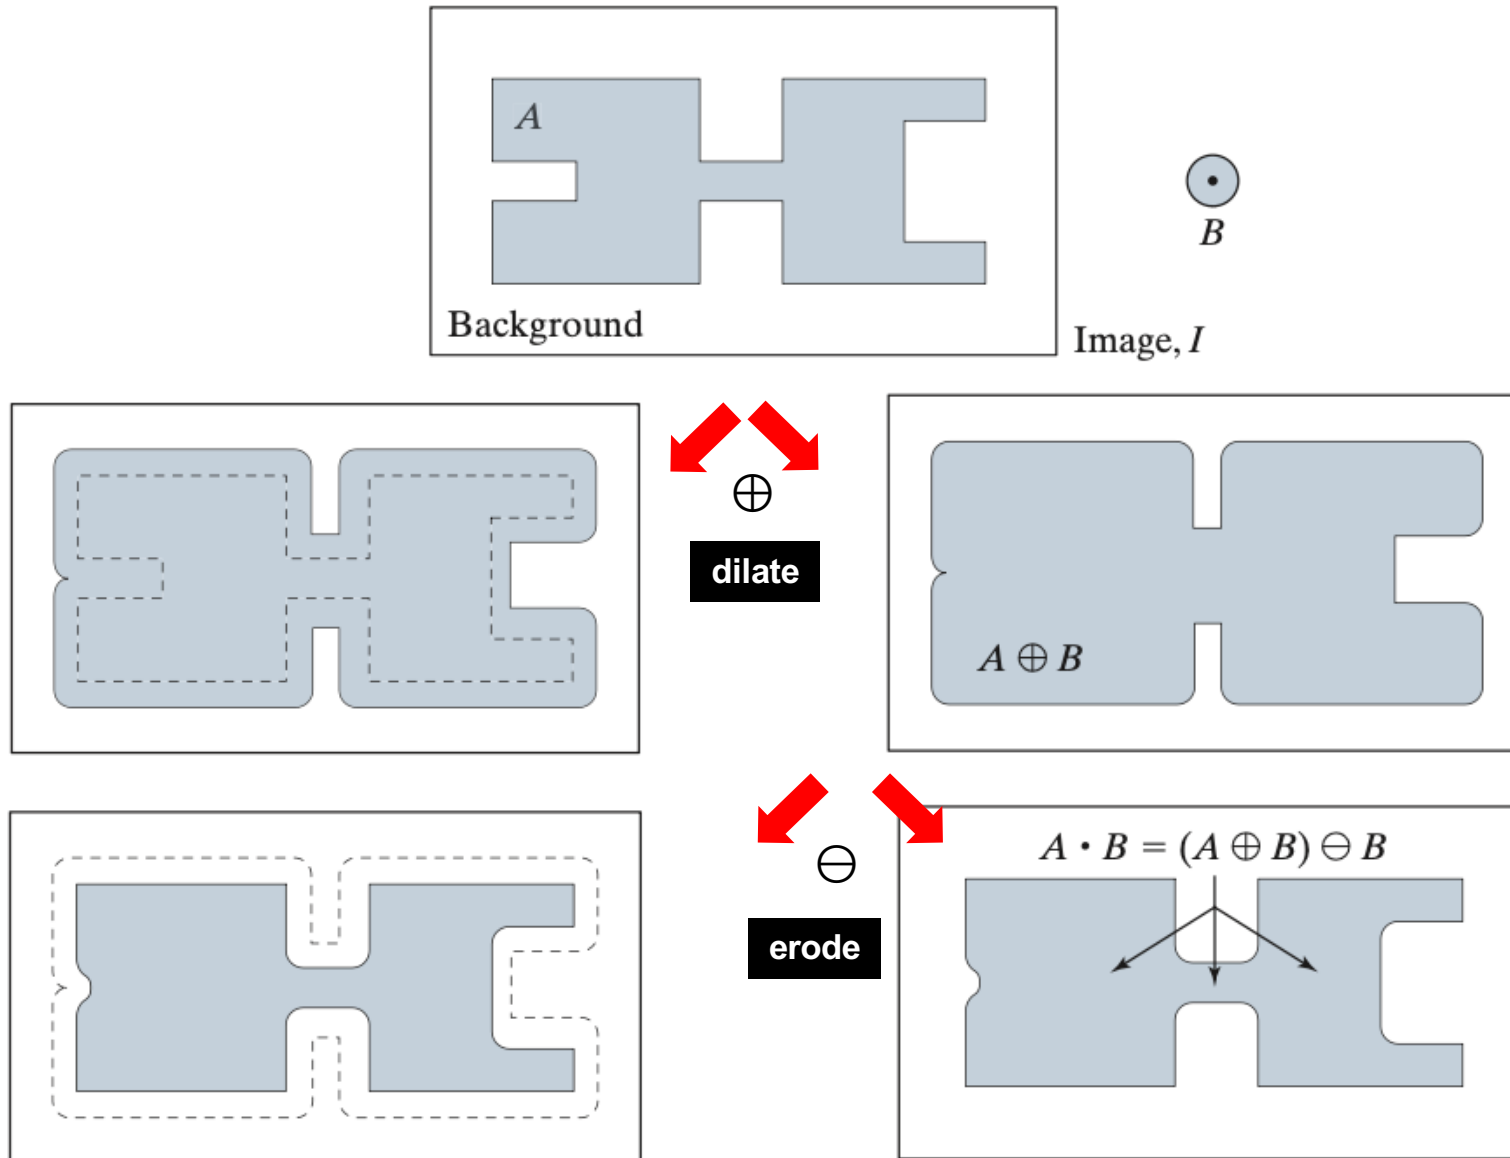 A
B
Background
Image, I
⊕
dilate
A ⊕ B
⊖
erode
A • B = (A ⊕ B) ⊖ B